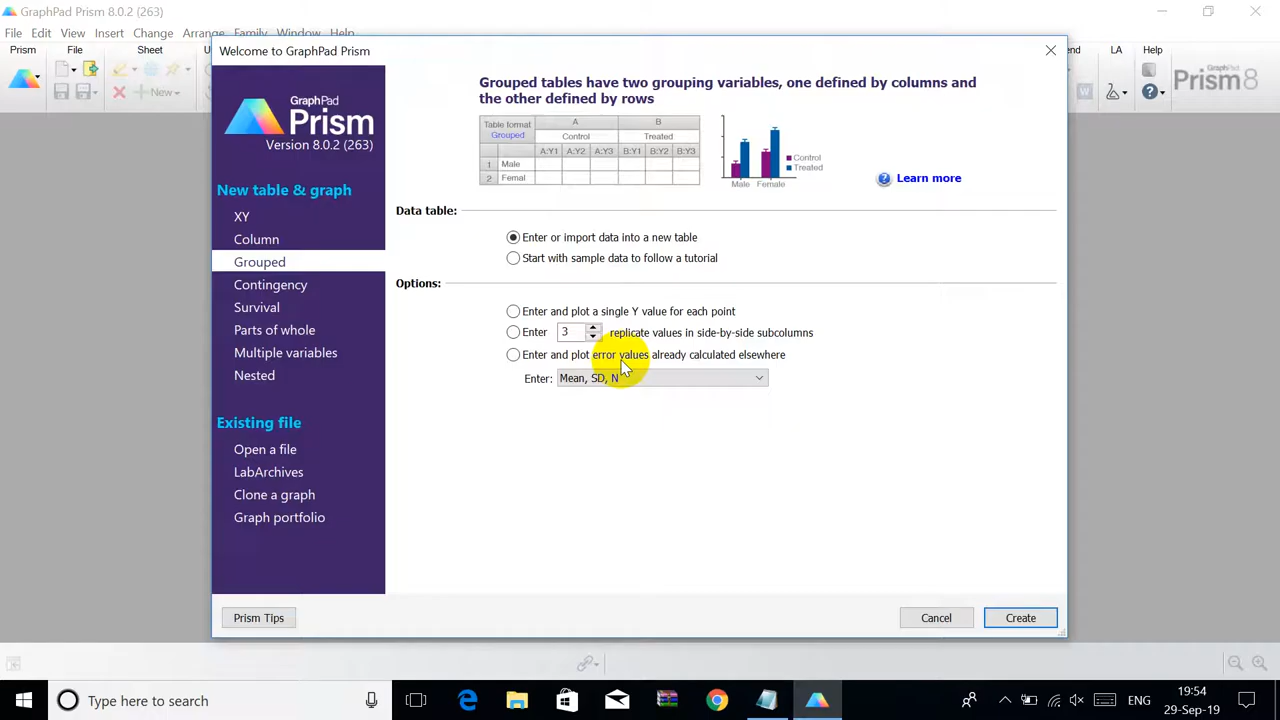 GraphPad Prism 8.0.2 (263)
File Edit View Insert Change Arrange Family Window Help
Prism File Sheet
end LA Help
New
Prism 8
Welcome to GraphPad Prism
GraphPad
Prism
Version 8.0.2 (263)
New table & graph
XY
Column
Grouped
Contingency
Survival
Parts of whole
Multiple variables
Nested
Existing file
Open a file
LabArchives
Clone a graph
Graph portfolio
Grouped tables have two grouping variables, one defined by columns and
the other defined by rows
Table format A B
Grouped Control Treated
A:Y1 A:Y2 A:Y3 B:Y1 B:Y2 B:Y3
1 Male
2 Femal
Control
Treated
Male Female
Learn more
Data table:
Enter or import data into a new table
Start with sample data to follow a tutorial
Options:
Enter and plot a single Y value for each point
Enter 3 replicate values in side-by-side subcolumns
Enter and plot error values already calculated elsewhere
Enter: Mean, SD, N
Prism Tips Cancel Create
Type here to search
ENG
19:54
29-Sep-19